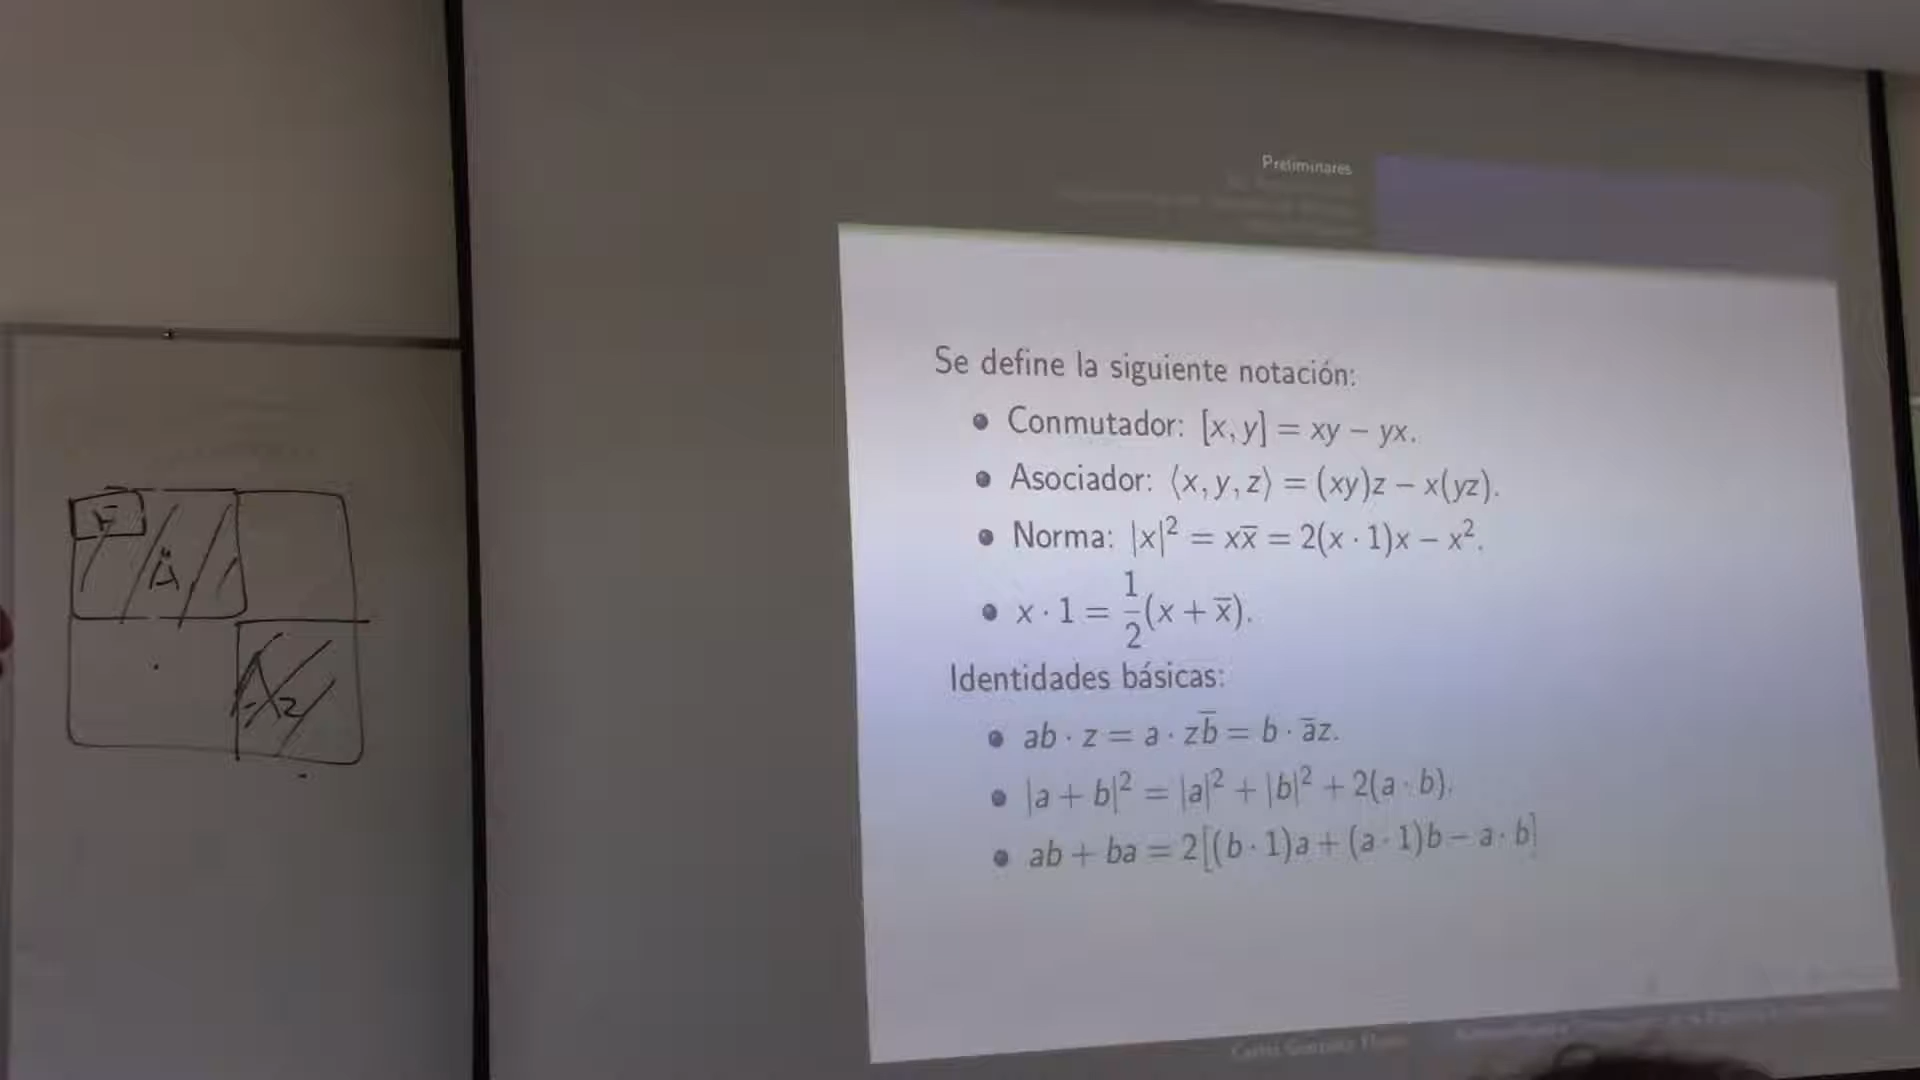 Preliminares
Se define la siguiente notación:
• Conmutador: [x, y] = xy − yx.
• Asociador: ⟨x, y, z⟩ = (xy)z − x(yz).
• Norma: |x|² = xx̅ = 2(x · 1)x − x².
• x · 1 = 1/2(x + x̅).
Identidades básicas:
• ab · z = a · zb̅ = b · a̅z.
• |a + b|² = |a|² + |b|² + 2(a · b).
• ab + ba = 2[(b · 1)a + (a · 1)b − a · b]